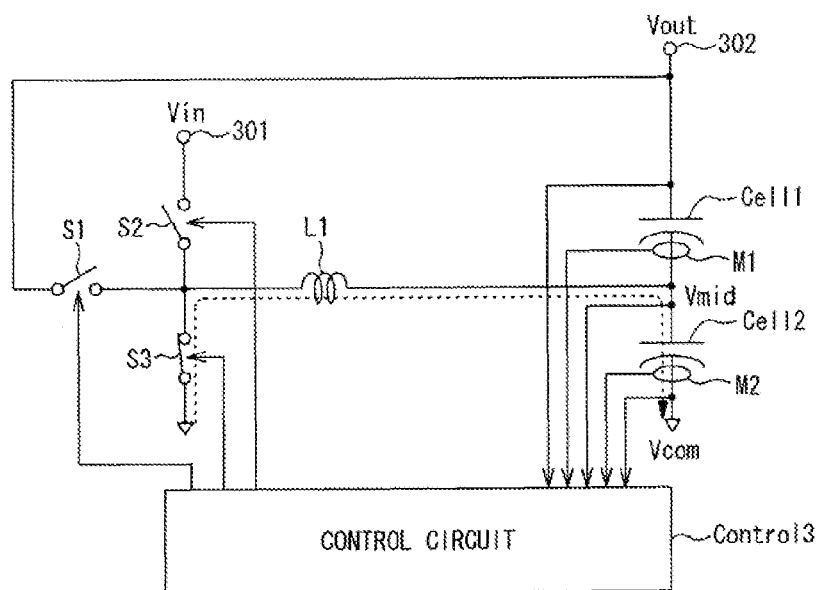 Vout
302
Vin
301
Cell1
S1
S2
L1
M1
Vmid
Cell2
S3
M2
Vcom
CONTROL CIRCUIT
Control3